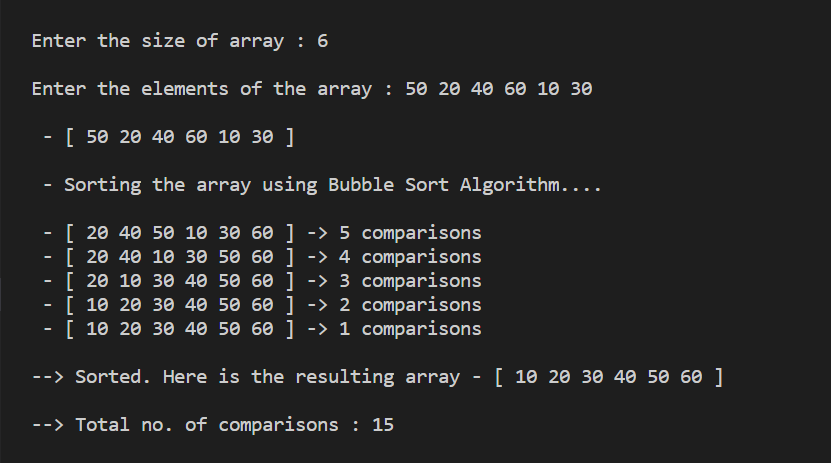 Enter the size of array : 6
Enter the elements of the array : 50 20 40 60 10 30
- [ 50 20 40 60 10 30 ]
- Sorting the array using Bubble Sort Algorithm....
- [ 20 40 50 10 30 60 ] -> 5 comparisons
- [ 20 40 10 30 50 60 ] -> 4 comparisons
- [ 20 10 30 40 50 60 ] -> 3 comparisons
- [ 10 20 30 40 50 60 ] -> 2 comparisons
- [ 10 20 30 40 50 60 ] -> 1 comparisons
--> Sorted. Here is the resulting array - [ 10 20 30 40 50 60 ]
--> Total no. of comparisons : 15